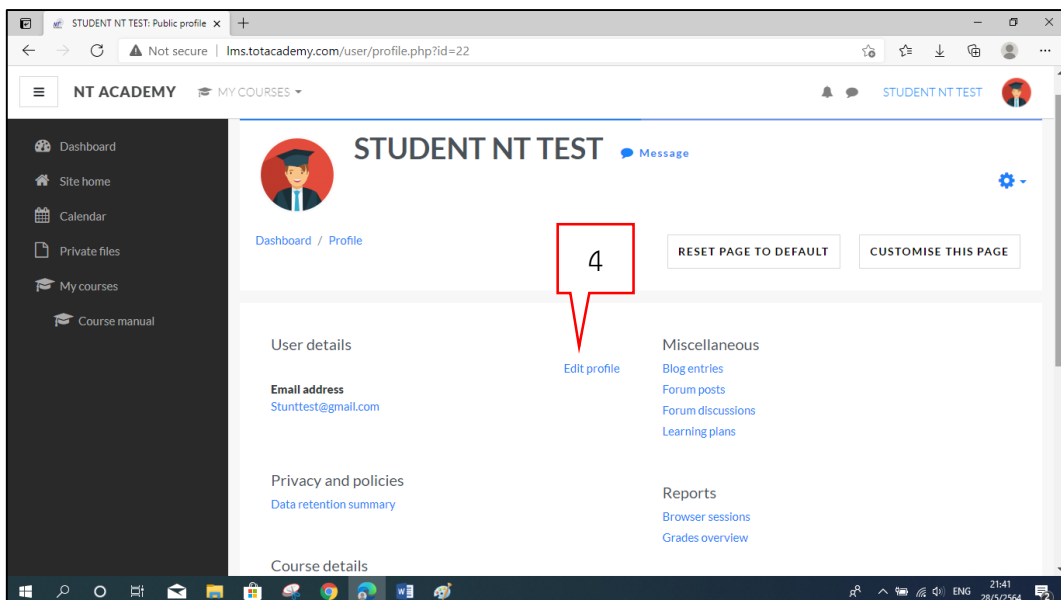 STUDENT NT TEST: Public profile
Not secure | lms.totacademy.com/user/profile.php?id=22
NT ACADEMY MY COURSES STUDENT NT TEST
Dashboard
Site home
Calendar
Private files
My courses
Course manual
STUDENT NT TEST Message
Dashboard / Profile
RESET PAGE TO DEFAULT CUSTOMISE THIS PAGE
4
User details
Edit profile
Email address
Stunttest@gmail.com
Miscellaneous
Blog entries
Forum posts
Forum discussions
Learning plans
Privacy and policies
Data retention summary
Reports
Browser sessions
Grades overview
Course details
ENG 21:41
28/5/2564